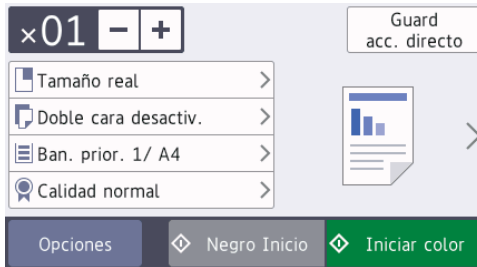 ×01 − +
Guard
acc. directo
Tamaño real
Doble cara desactiv.
Ban. prior. 1/ A4
Calidad normal
Opciones
Negro Inicio
Iniciar color